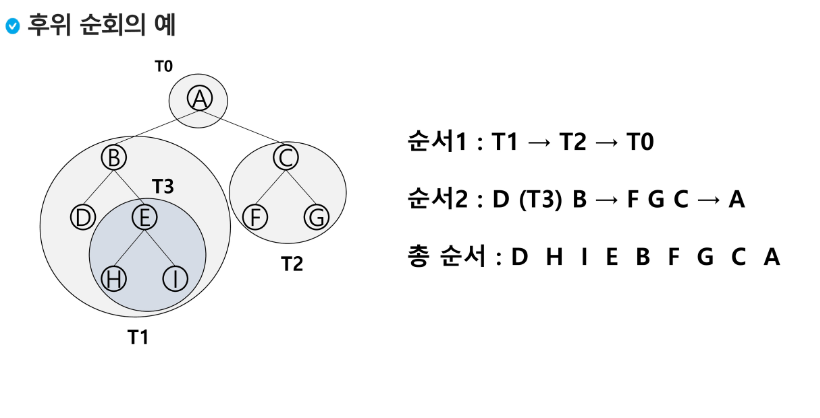 후위 순회의 예
T0
A
B
C
T3
D
E
F
G
H
I
T2
T1
순서1 : T1 → T2 → T0
순서2 : D (T3) B → F G C → A
총 순서 : D H I E B F G C A